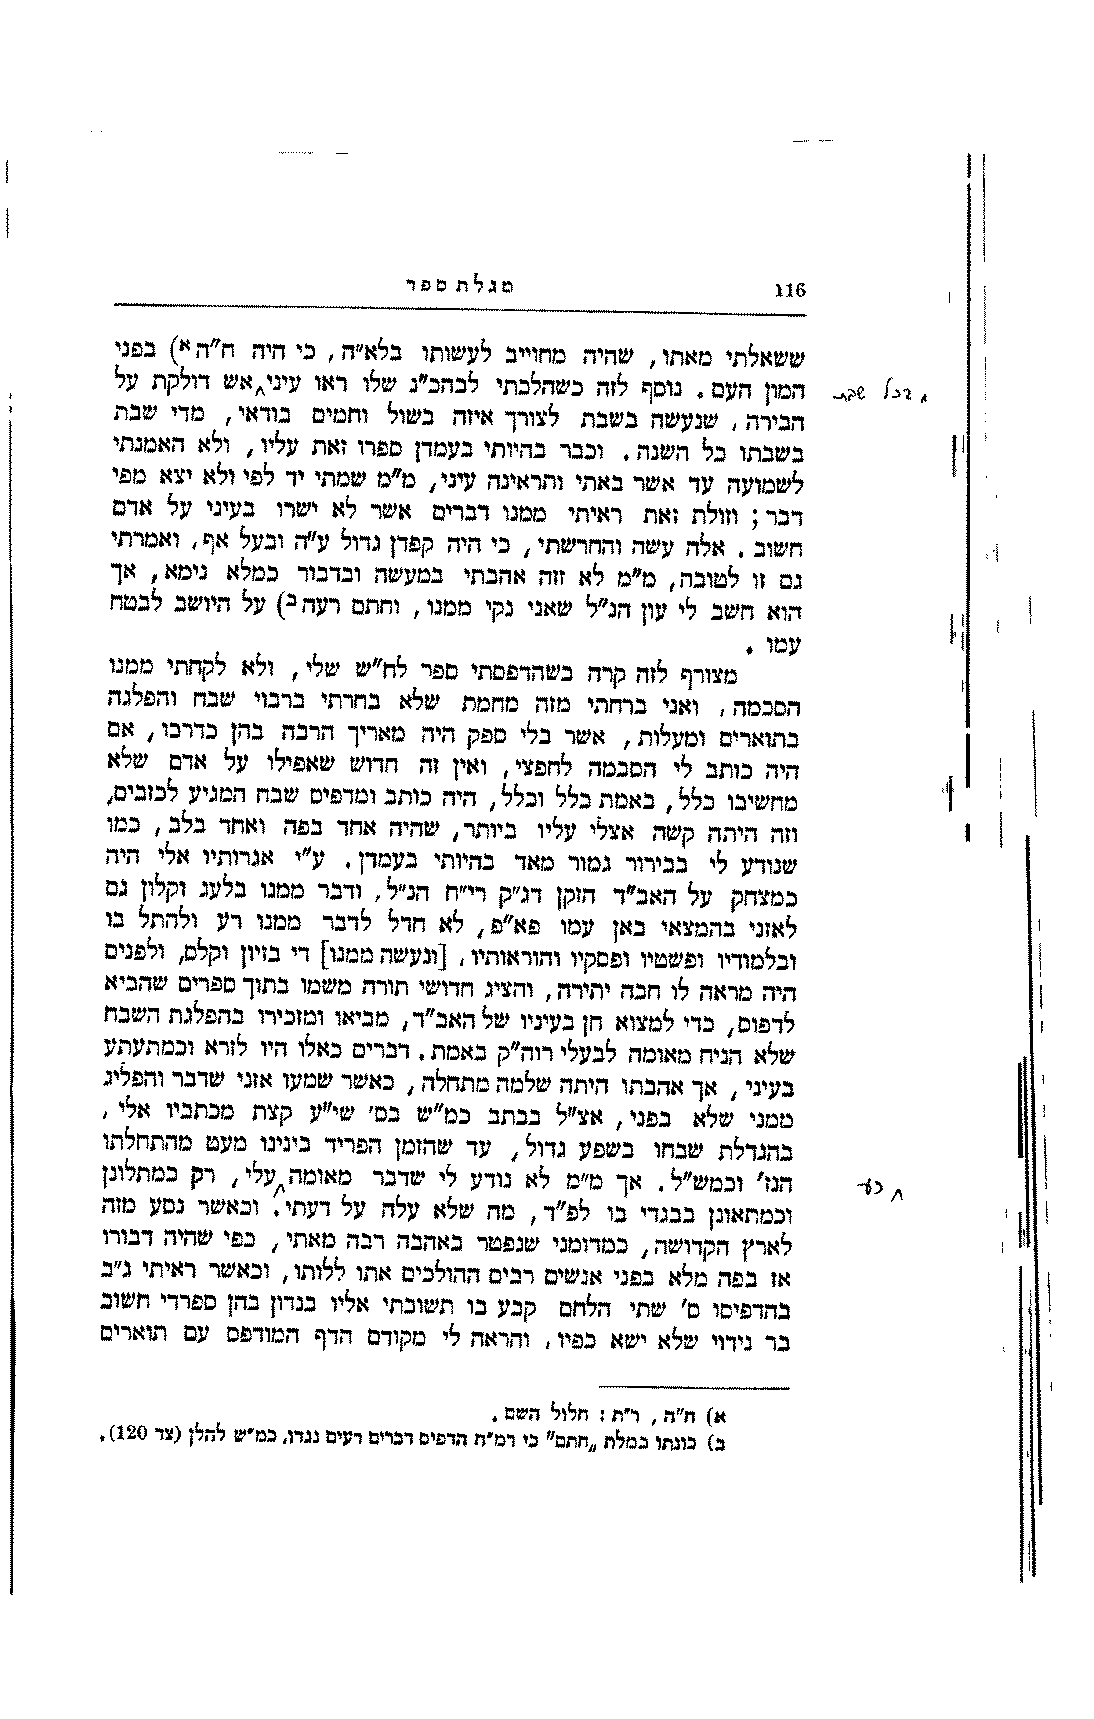 116 מגלת ספר
ששאלתי מאתו, שהיה מחוייב לעשותו בלא"ה, כי היה ח"ה א) בפני
המון העם. נוסף לזה כשהלכתי לבהכ"נ שלו ראו עיני ^ אש דולקת על
^ בכל שבת
הבירה, שנעשה בשבת לצורך איזה בשול וחמים בודאי, מדי שבת
בשבתו כל השנה. וכבר בהיותי בעמדן ספרו זאת עליו, ולא האמנתי
לשמועה עד אשר באתי ותראינה עיני, מ"מ שמתי יד לפי ולא יצא מפי
דבר; וזולת זאת ראיתי ממנו דברים אשר לא ישרו בעיני על אדם
חשוב. אלה עשה והחרשתי, כי היה קפדן גדול ע"ה ובעל אף, ואמרתי
גם זו לטובה, מ"מ לא זזה אהבתי במעשה ובדבור כמלא נימא, אך
הוא חשב לי עון הנ"ל שאני נקי ממנו, וחתם רעה ב) על היושב לבטח
עמו.
מצורף לזה קרה בשהדפסתי ספר לח"ש שלי, ולא לקחתי ממנו
הסכמה, ואני ברחתי מזה מחמת שלא בחרתי ברבוי שבח והפלגה
בתוארים ומעלות, אשר בלי ספק היה מאריך הרבה בהן כדרכו, אם
היה כותב לי הסכמה לחפצי, ואין זה חדוש שאפילו על אדם שלא
מחשיבו כלל, באמת כלל וכלל, היה כותב ומדפיס שבח המגיע לכוזבים,
וזה היתה קשה אצלי עליו ביותר, שהיה אחד בפה ואחד בלב, כמו
שנודע לי בבירור גמור מאד בהיותי בעמדן. ע"י אגרותיו אלי היה
כמצחק על האב"ד הזקן דג"ק רי"ח הנ"ל, ודבר ממנו בלעג וקלון גם
לאזני בהמצאי כאן עמו פא"פ, לא חדל לדבר ממנו רע ולהתל בו
ובלמודיו ופשטיו ופסקיו והוראותיו, [ונעשה ממנו] די בזיון וקלס, ולפנים
היה מראה לו חבה יתירה, והציג חדושי תורה משמו בתוך ספרים שהביא
לדפוס, כדי למצוא חן בעיניו של האב"ד, מביאו ומזכירו בהפלגת השבח
שלא הניח מאומה לבעלי רוה"ק באמת. דברים כאלו היו לזרא וכמתעתע
בעיני, אך אהבתו היתה שלמה מתחלה, כאשר שמעו אזני שדבר והפליג
ממני שלא בפני, אצ"ל בכתב כמ"ש בס' שי"ע קצת מכתביו אלי,
בהגדלת שבחו בשפע גדול, עד שהזמן הפריד בינינו מעט מהתחלתו
הנז' וכמש"ל. אך מ"מ לא נודע לי שדבר מאומה ^ עלי, רק כמתלונן
^ כעד
וכמתאונן בבגדי בו לפ"ד, מה שלא עלה על דעתי. וכאשר נסע מזה
לארץ הקדושה, כמדומני שנפטר באהבה רבה מאתי, כפי שהיה דבורו
אז בפה מלא בפני אנשים רבים ההולכים אתו ללותו, וכאשר ראיתי ג"ב
בהדפיסו ס' שתי הלחם קבע בו תשובתי אליו בנדון בהן ספרדי חשוב
בר נידוי שלא ישא כפיו, והראה לי מקודם הדף המודפס עם תוארים
א) ח"ה, ר"ת: חלול השם.
ב) כונתו במלת „חתם" כי רמ"ח הדפיס דברים רעים נגדו. כמ"ש להלן (צד 120).